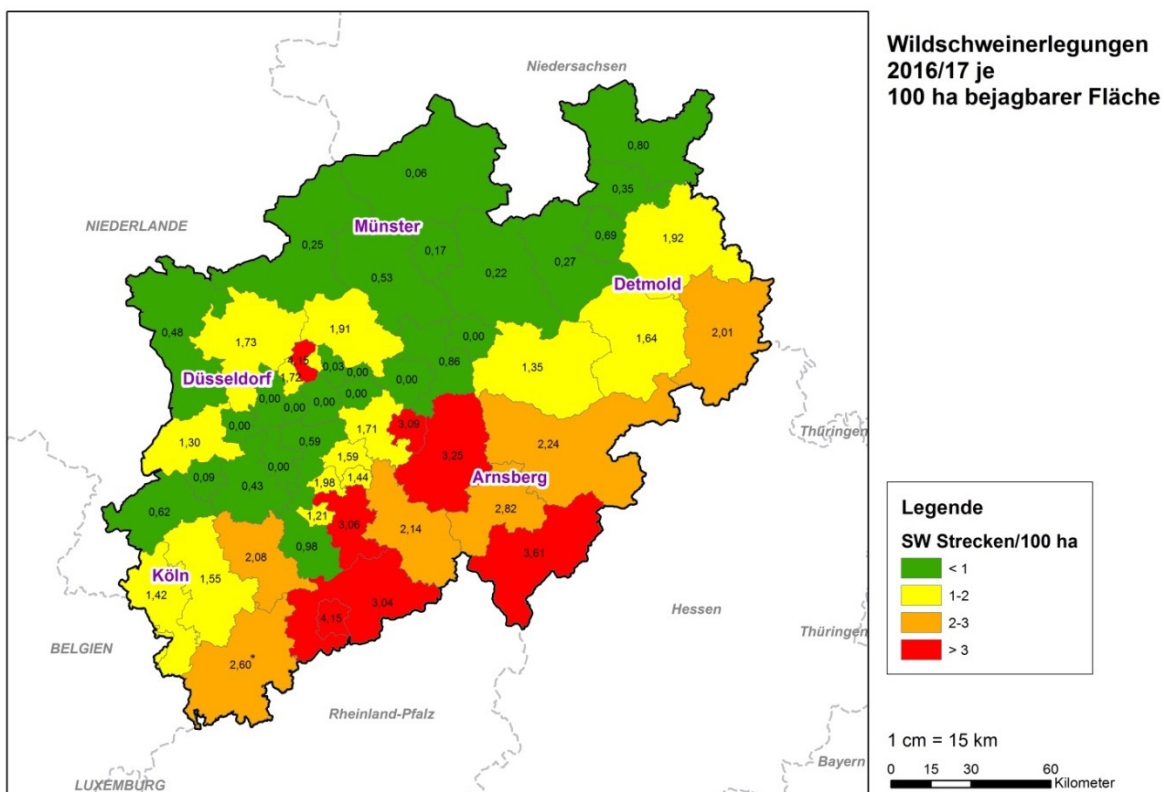 Wildschweinerlegungen
2016/17 je
100 ha bejagbarer Fläche
Niedersachsen
0,80
0,06
0,35
NIEDERLANDE
Münster
0,25
0,17
0,69
1,92
0,53
0,22
0,27
Detmold
0,48
1,73
1,91
0,00
1,64
2,01
4,15
0,03
0,86
1,35
Düsseldorf
1,72
0,00
0,00
0,00
0,00
0,00
0,00
0,00
1,30
0,59
1,71
3,09
2,24
Thüringen
0,09
0,00
1,59
3,25
0,43
1,98
1,44
Arnsberg
0,62
1,21
3,06
2,14
2,82
2,08
0,98
3,61
Köln
1,55
1,42
3,04
Hessen
4,15
BELGIEN
2,60*
Thüringen
Rheinland-Pfalz
Bayern
LUXEMBURG
Legende
SW Strecken/100 ha
< 1
1-2
2-3
> 3
1 cm = 15 km
0 15 30 60
Kilometer